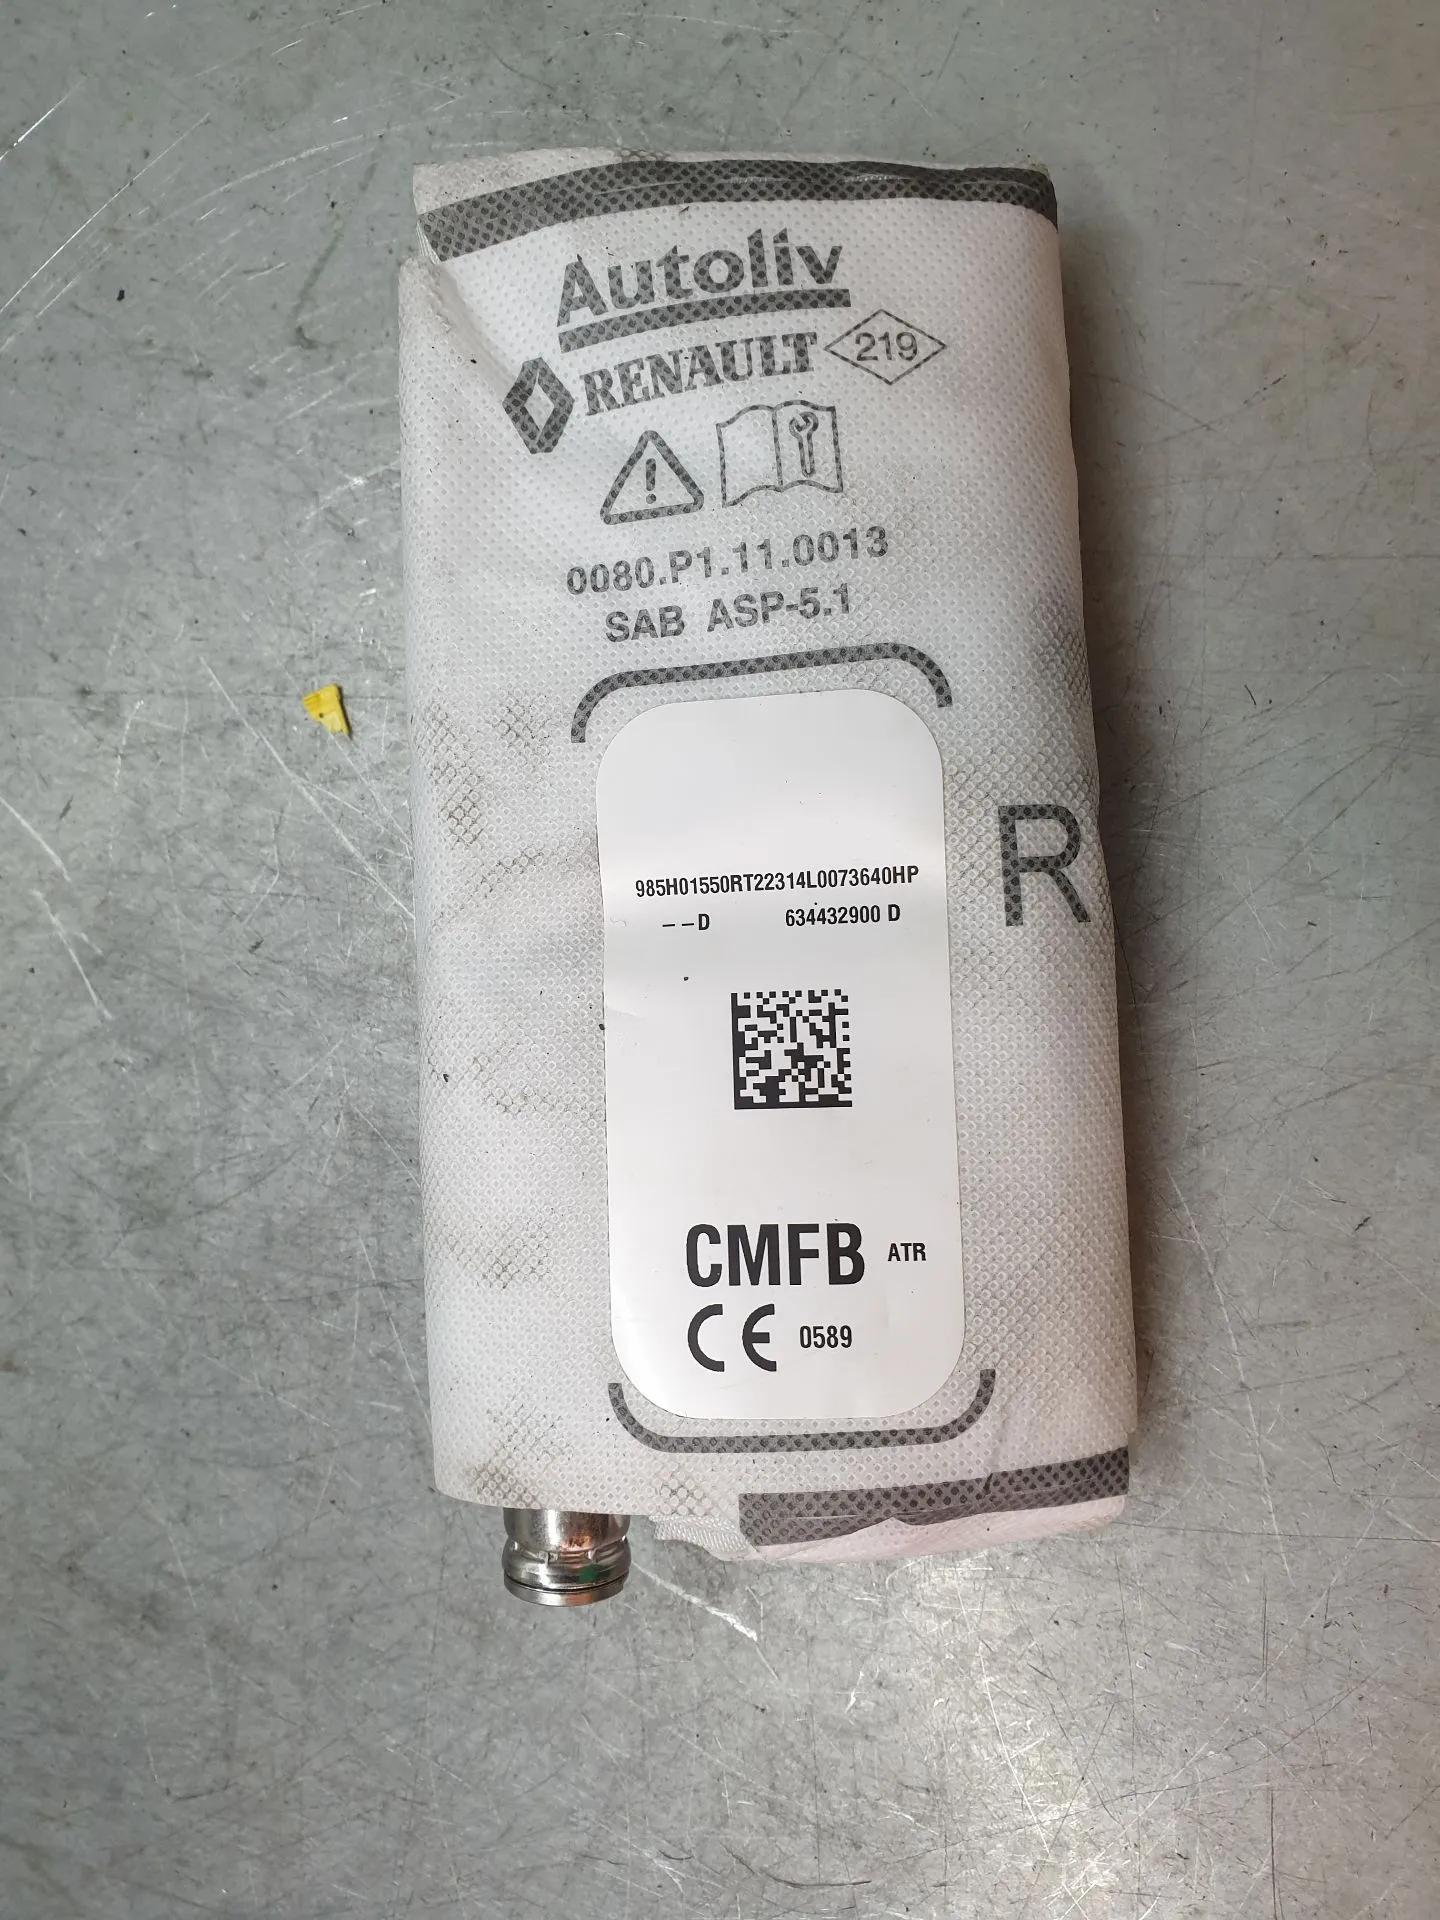 Autoliv
RENAULT 219
0080.P1.11.0013
SAB ASP-5.1
R
985H01550RT22314L0073640HP
--D 634432900 D
CMFB ATR
CE 0589